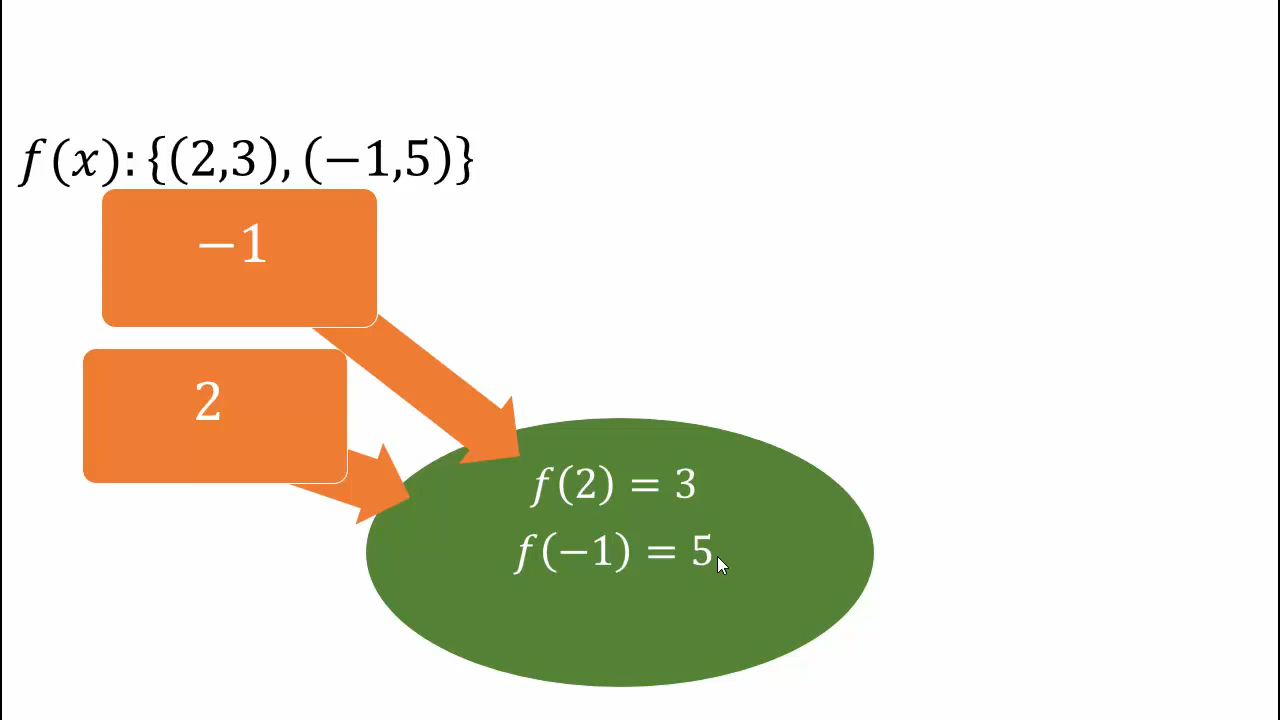 f(x): {(2,3), (−1,5)}
−1
2
f(2) = 3
f(−1) = 5